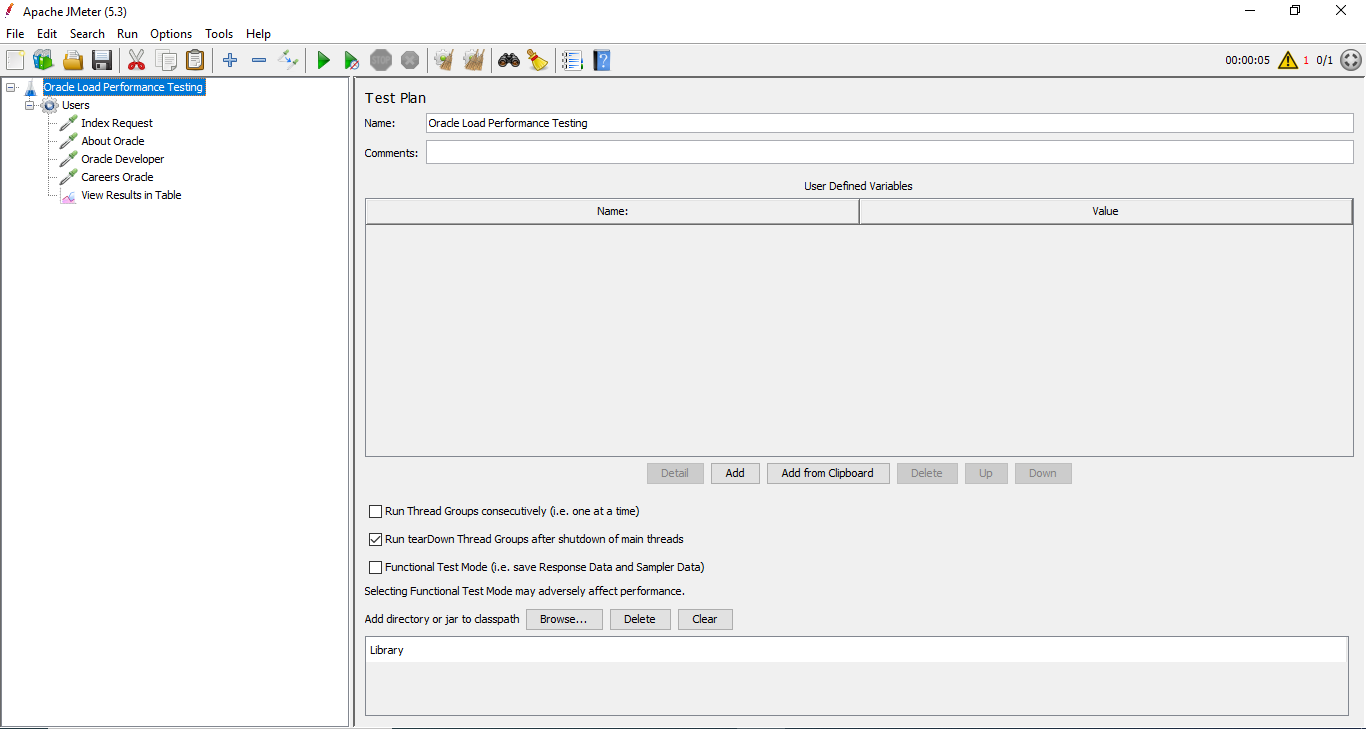 Apache JMeter (5.3)
File Edit Search Run Options Tools Help
STOP
00:00:05 1 0/1
Oracle Load Performance Testing
Users
Index Request
About Oracle
Oracle Developer
Careers Oracle
View Results in Table
Test Plan
Name: Oracle Load Performance Testing
Comments:
User Defined Variables
Name: Value
Detail Add Add from Clipboard Delete Up Down
Run Thread Groups consecutively (i.e. one at a time)
Run tearDown Thread Groups after shutdown of main threads
Functional Test Mode (i.e. save Response Data and Sampler Data)
Selecting Functional Test Mode may adversely affect performance.
Add directory or jar to classpath Browse... Delete Clear
Library